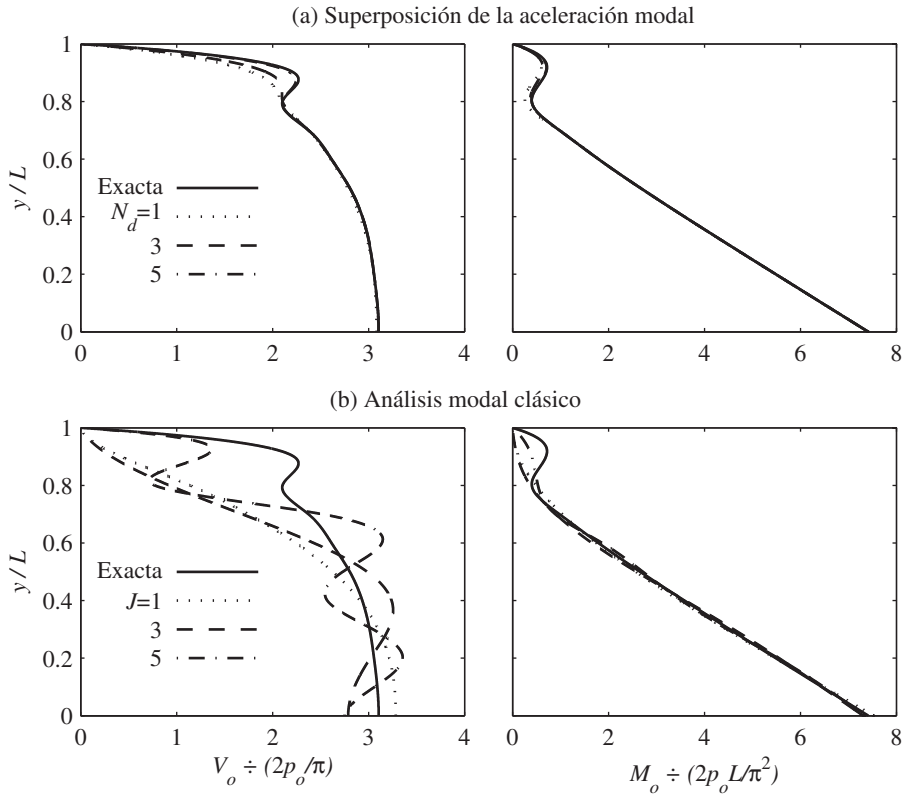 (a) Superposición de la aceleración modal
1
0.8
0.6
0.4
0.2
0
y / L
Exacta
N_d=1
3
5
0 1 2 3 4
0 2 4 6 8
(b) Análisis modal clásico
1
0.8
0.6
0.4
0.2
0
y / L
Exacta
J=1
3
5
0 1 2 3 4
0 2 4 6 8
V_o ÷ (2p_o/π)
M_o ÷ (2p_oL/π²)